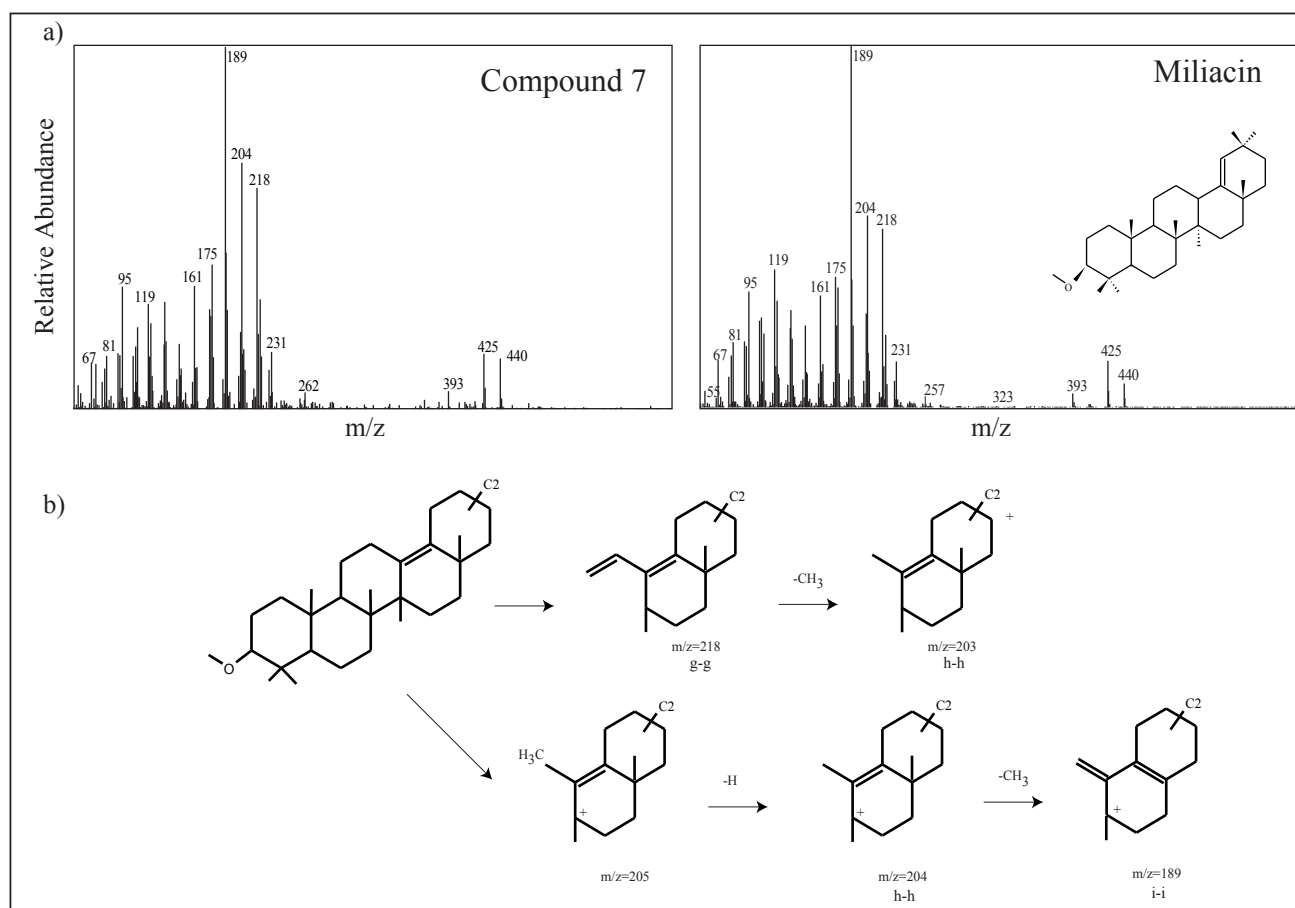 a)
Relative Abundance
Compound 7
189
204
218
175
161
95
119
81
67
231
262
393
425
440
m/z
Miliacin
189
204
218
175
119
161
95
81
67
55
231
257
323
393
425
440
O
m/z
b)
C2
O
C2
m/z=218
g-g
-CH3
C2
+
m/z=203
h-h
C2
H3C
+
m/z=205
-H
C2
+
m/z=204
h-h
-CH3
C2
+
m/z=189
i-i